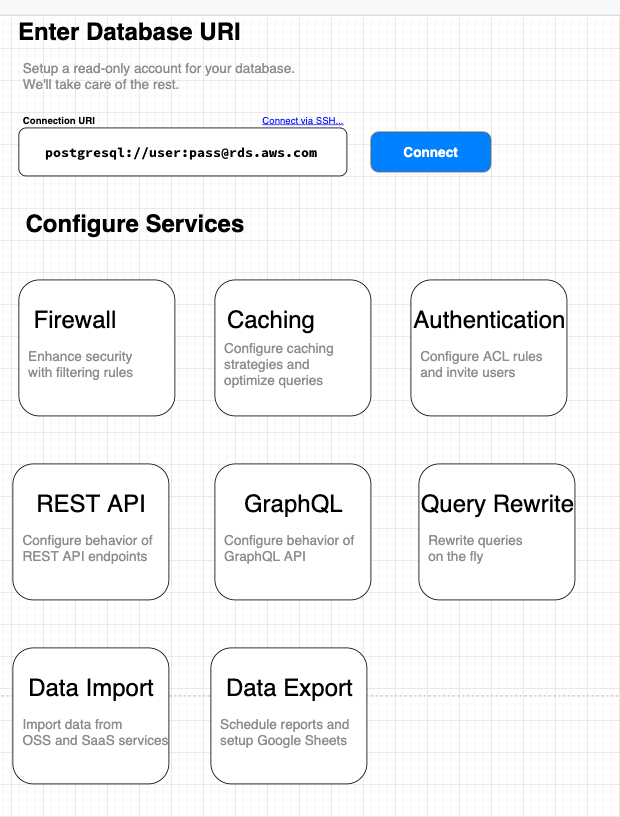 Enter Database URI
Setup a read-only account for your database.
We'll take care of the rest.
Connection URI Connect via SSH...
postgresql://user:pass@rds.aws.com Connect
Configure Services
Firewall
Enhance security
with filtering rules
Caching
Configure caching
strategies and
optimize queries
Authentication
Configure ACL rules
and invite users
REST API
Configure behavior of
REST API endpoints
GraphQL
Configure behavior of
GraphQL API
Query Rewrite
Rewrite queries
on the fly
Data Import
Import data from
OSS and SaaS services
Data Export
Schedule reports and
setup Google Sheets